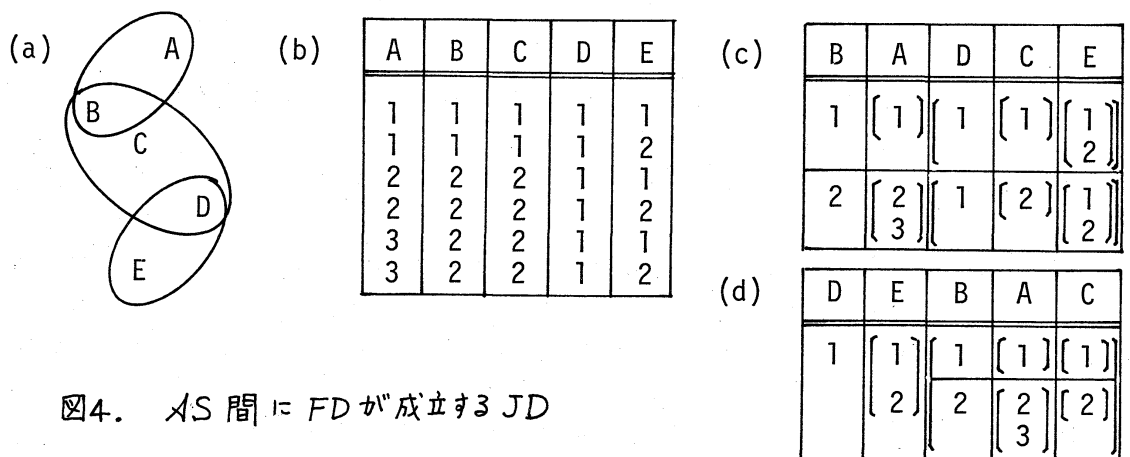 (a)
A
B
C
D
E
(b)
A B C D E
1 1 1 1 1
1 1 1 1 2
2 2 2 1 1
2 2 2 1 2
3 2 2 1 1
3 2 2 1 2
(c)
B A D C E
1 [1] [1 [1] [1
2]]
2 [2 [1 [2] [1
3] 2]]
(d)
D E B A C
1 [1 [1 [1] [1]
2] 2 [2 [2]
3]
図4. AS間にFDが成立するJD